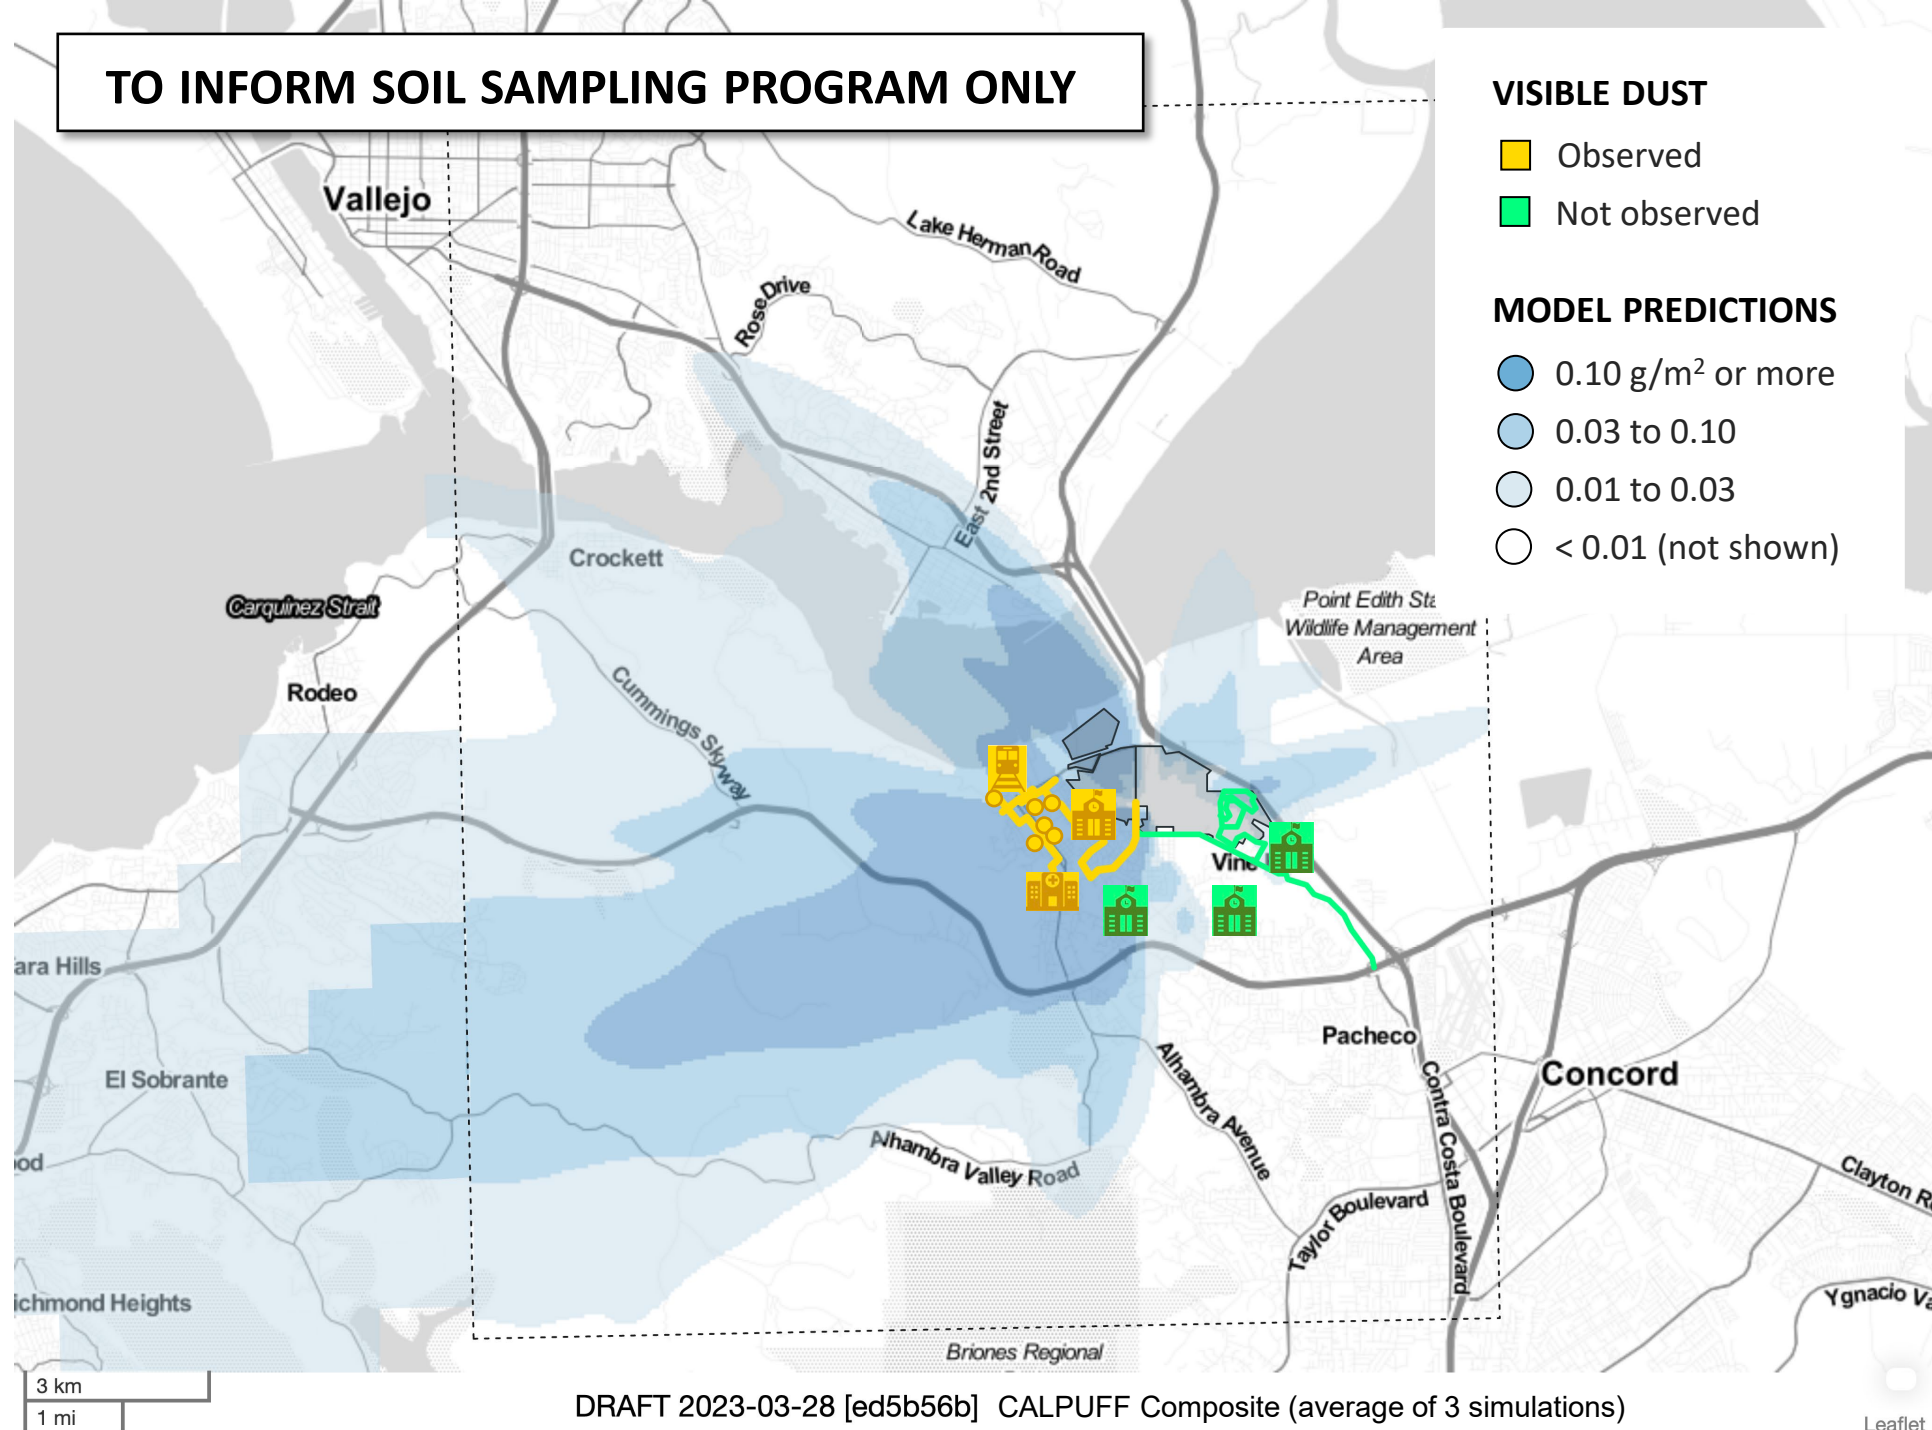 TO INFORM SOIL SAMPLING PROGRAM ONLY
VISIBLE DUST
Observed
Not observed
MODEL PREDICTIONS
0.10 g/m² or more
0.03 to 0.10
0.01 to 0.03
< 0.01 (not shown)
Vallejo
Lake Herman Road
Rose Drive
East 2nd Street
Crockett
Carquinez Strait
Rodeo
Cummings Skyway
Point Edith Sta
Wildlife Management
Area
Vine
ara Hills
El Sobrante
ood
ichmond Heights
Pacheco
Concord
Alhambra Avenue
Contra Costa Boulevard
Alhambra Valley Road
Taylor Boulevard
Clayton R
Ygnacio Va
Briones Regional
3 km
1 mi
DRAFT 2023-03-28 [ed5b56b] CALPUFF Composite (average of 3 simulations)
Leaflet